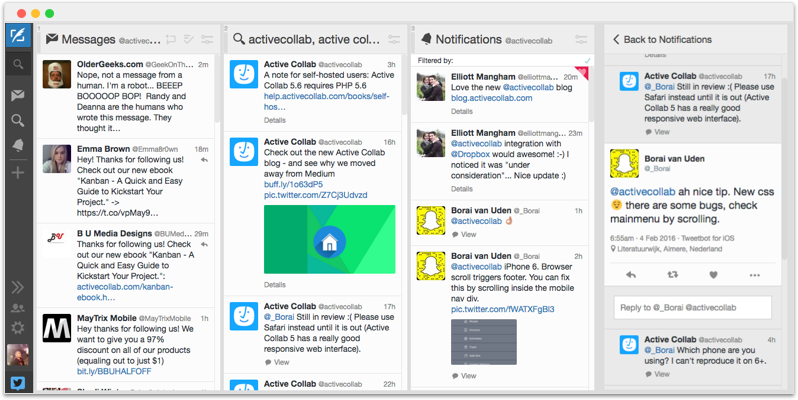 1
Messages @activecolla
OlderGeeks.com @GeekOnTh... 2m
Nope, not a message from a
human. I'm a robot... BEEEP
BOOOOOP BOP! Randy and
Deanna are the humans who
wrote this message. They
thought it…
Emma Brown @EmmaBr0wn 18m
Hey! Thanks for following us!
Check out our new ebook
"Kanban - A Quick and Easy
Guide to Kickstart Your
Project." ->
https://t.co/vpMay9…
B U Media Designs @BUMed... 29m
Thanks for following us! Check
out our new ebook "Kanban - A
Quick and Easy Guide to
Kickstart Your Project.":
activecollab.com/kanban-
ebook.h…
MayTrix Mobile @MayTrixMobile 1h
Hey thanks for following us! We
want to give you a 97%
discount on all of our products
(equaling out to just $1)
bit.ly/BBUHALFOFF
2
activecollab, active col...
Active Collab @activecollab 3h
A note for self-hosted users: Active
Collab 5.6 requires PHP 5.6
help.activecollab.com/books/self-
hos…
Details
Active Collab @activecollab 16h
Check out the new Active Collab
blog - and see why we moved
away from Medium
buff.ly/1o63dP5
pic.twitter.com/Z7Cj3Udvzd
Details
Active Collab @activecollab 17h
@_Borai Still in review :( Please use
Safari instead until it is out (Active
Collab 5 has a really good
responsive web interface).
View
Active Collab @activecollab 22h
3
Notifications @activecollab
Filtered by:
Elliott Mangham @elliottma... 20m
Love the new @activecollab blog
blog.activecollab.com
Details
Elliott Mangham @elliottmang... 23m
@activecollab integration with
@Dropbox would awesome! :-) I
noticed it was "under
consideration"... Nice update :)
Details
Borai van Uden @_Borai 1h
@activecollab 👌
View
Borai van Uden @_Borai 2h
@activecollab iPhone 6. Browser
scroll triggers footer. You can fix
this by scrolling inside the mobile
nav div.
pic.twitter.com/fWATXFgBl3
View
Back to Notifications
Details
Active Collab @activecollab 17h
@_Borai Still in review :( Please use
Safari instead until it is out (Active
Collab 5 has a really good
responsive web interface).
View
Borai van Uden
@_Borai
@activecollab ah nice tip. New css
😌 there are some bugs, check
mainmenu by scrolling.
6:55am · 4 Feb 2016 · Tweetbot for iOS
Literatuurwijk, Almere, Nederland
Reply to @_Borai @activecollab
Active Collab @activecollab 4h
@_Borai Which phone are you
using? I can't reproduce it on 6+.
View